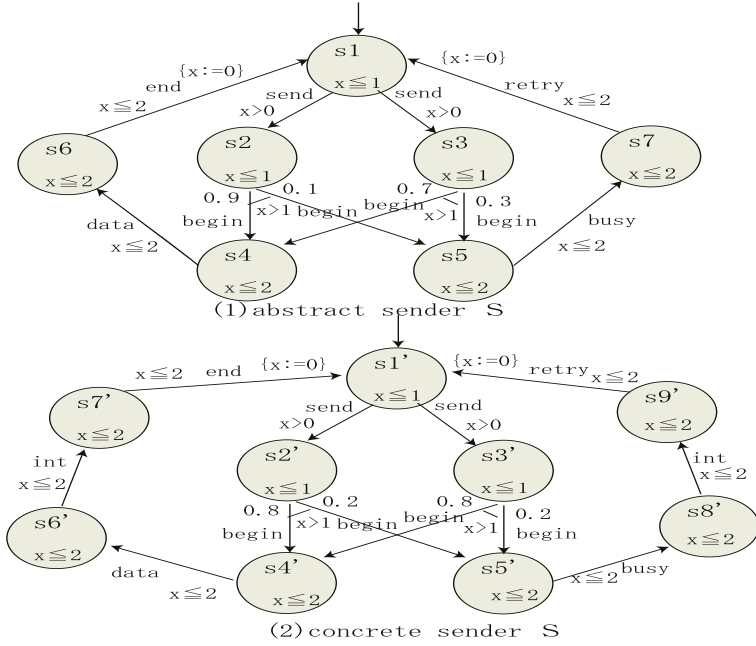 s1
x≦1
{x:=0}
end
x≦2
send
x>0
send
x>0
{x:=0}
retry
x≦2
s6
x≦2
s2
x≦1
s3
x≦1
s7
x≦2
0.9
0.1
begin
x>1
begin
0.7
begin
x>1
0.3
begin
data
x≦2
busy
x≦2
s4
x≦2
s5
x≦2
(1)abstract sender S
s1'
x≦1
x≦2
end
{x:=0}
{x:=0}
retry
x≦2
s7'
x≦2
send
x>0
send
x>0
s9'
x≦2
int
x≦2
s2'
x≦1
s3'
x≦1
int
x≦2
s6'
x≦2
0.8
0.2
begin
x>1
begin
0.8
begin
x>1
0.2
begin
s8'
x≦2
data
x≦2
s4'
x≦2
s5'
x≦2
busy
x≦2
(2)concrete sender S